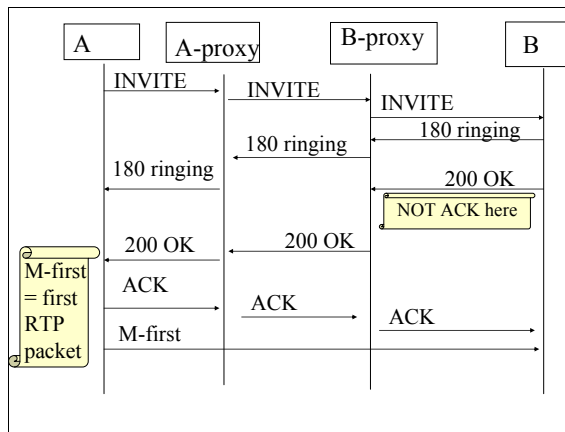 A
A-proxy
B-proxy
B
INVITE
INVITE
INVITE
180 ringing
180 ringing
180 ringing
200 OK
NOT ACK here
200 OK
200 OK
M-first
= first
RTP
packet
ACK
ACK
ACK
M-first